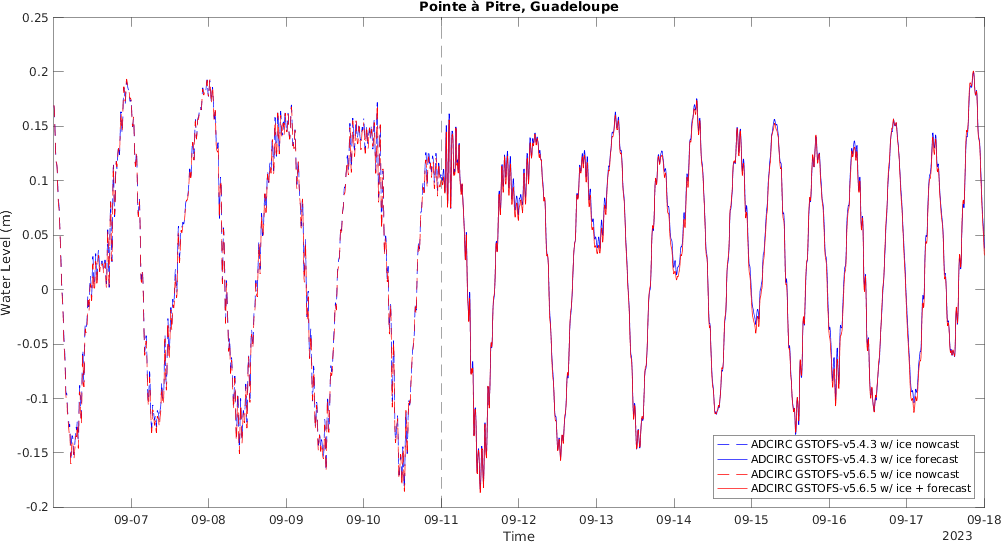 Pointe à Pitre, Guadeloupe
0.25
0.2
0.15
0.1
0.05
0
-0.05
-0.1
-0.15
-0.2
Water Level (m)
ADCIRC GSTOFS-v5.4.3 w/ ice nowcast
ADCIRC GSTOFS-v5.4.3 w/ ice forecast
ADCIRC GSTOFS-v5.6.5 w/ ice nowcast
ADCIRC GSTOFS-v5.6.5 w/ ice + forecast
09-07 09-08 09-09 09-10 09-11 09-12 09-13 09-14 09-15 09-16 09-17 09-18
Time
2023